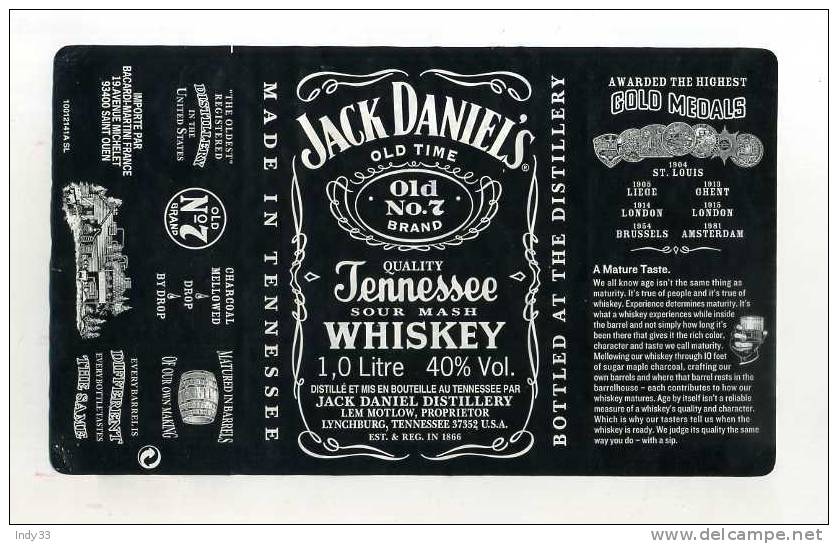 10012141A SL
IMPORTE PAR
BACARDI-MARTINI FRANCE
19, AVENUE MICHELET
93400 SAINT OUEN
"THE OLDEST"
REGISTERED
DISTILLERY
IN THE
UNITED STATES
OLD
No.7
BRAND
CHARCOAL
MELLOWED
DROP
BY DROP
MATURED IN BARRELS
OF OUR OWN MAKING
EVERY BARREL IS
DIFFERENT
EVERY BOTTLE TASTES
THE SAME
MADE IN TENNESSEE
JACK DANIEL'S®
OLD TIME
Old
No.7
BRAND
QUALITY
Tennessee
SOUR MASH
WHISKEY
1,0 Litre 40% Vol.
DISTILLÉ ET MIS EN BOUTEILLE AU TENNESSEE PAR
JACK DANIEL DISTILLERY
LEM MOTLOW, PROPRIETOR
LYNCHBURG, TENNESSEE 37352 U.S.A.
EST. & REG. IN 1866
BOTTLED AT THE DISTILLERY
AWARDED THE HIGHEST
GOLD MEDALS
1904
ST. LOUIS
1905 1913
LIEGE GHENT
1914 1915
LONDON LONDON
1954 1981
BRUSSELS AMSTERDAM
A Mature Taste.
We all know age isn't the same thing as
maturity. It's true of people and it's true of
whiskey. Experience determines maturity. It's
what a whiskey experiences while inside
the barrel and not simply how long it's
been there that gives it the rich color,
character and taste we call maturity.
Mellowing our whiskey through 10 feet
of sugar maple charcoal, crafting our
own barrels and where that barrel rests in the
barrelhouse – each contributes to how our
whiskey matures. Age by itself isn't a reliable
measure of a whiskey's quality and character.
Which is why our tasters tell us when the
whiskey is ready. We judge its quality the same
way you do – with a sip.
Indy33
delcampe.net